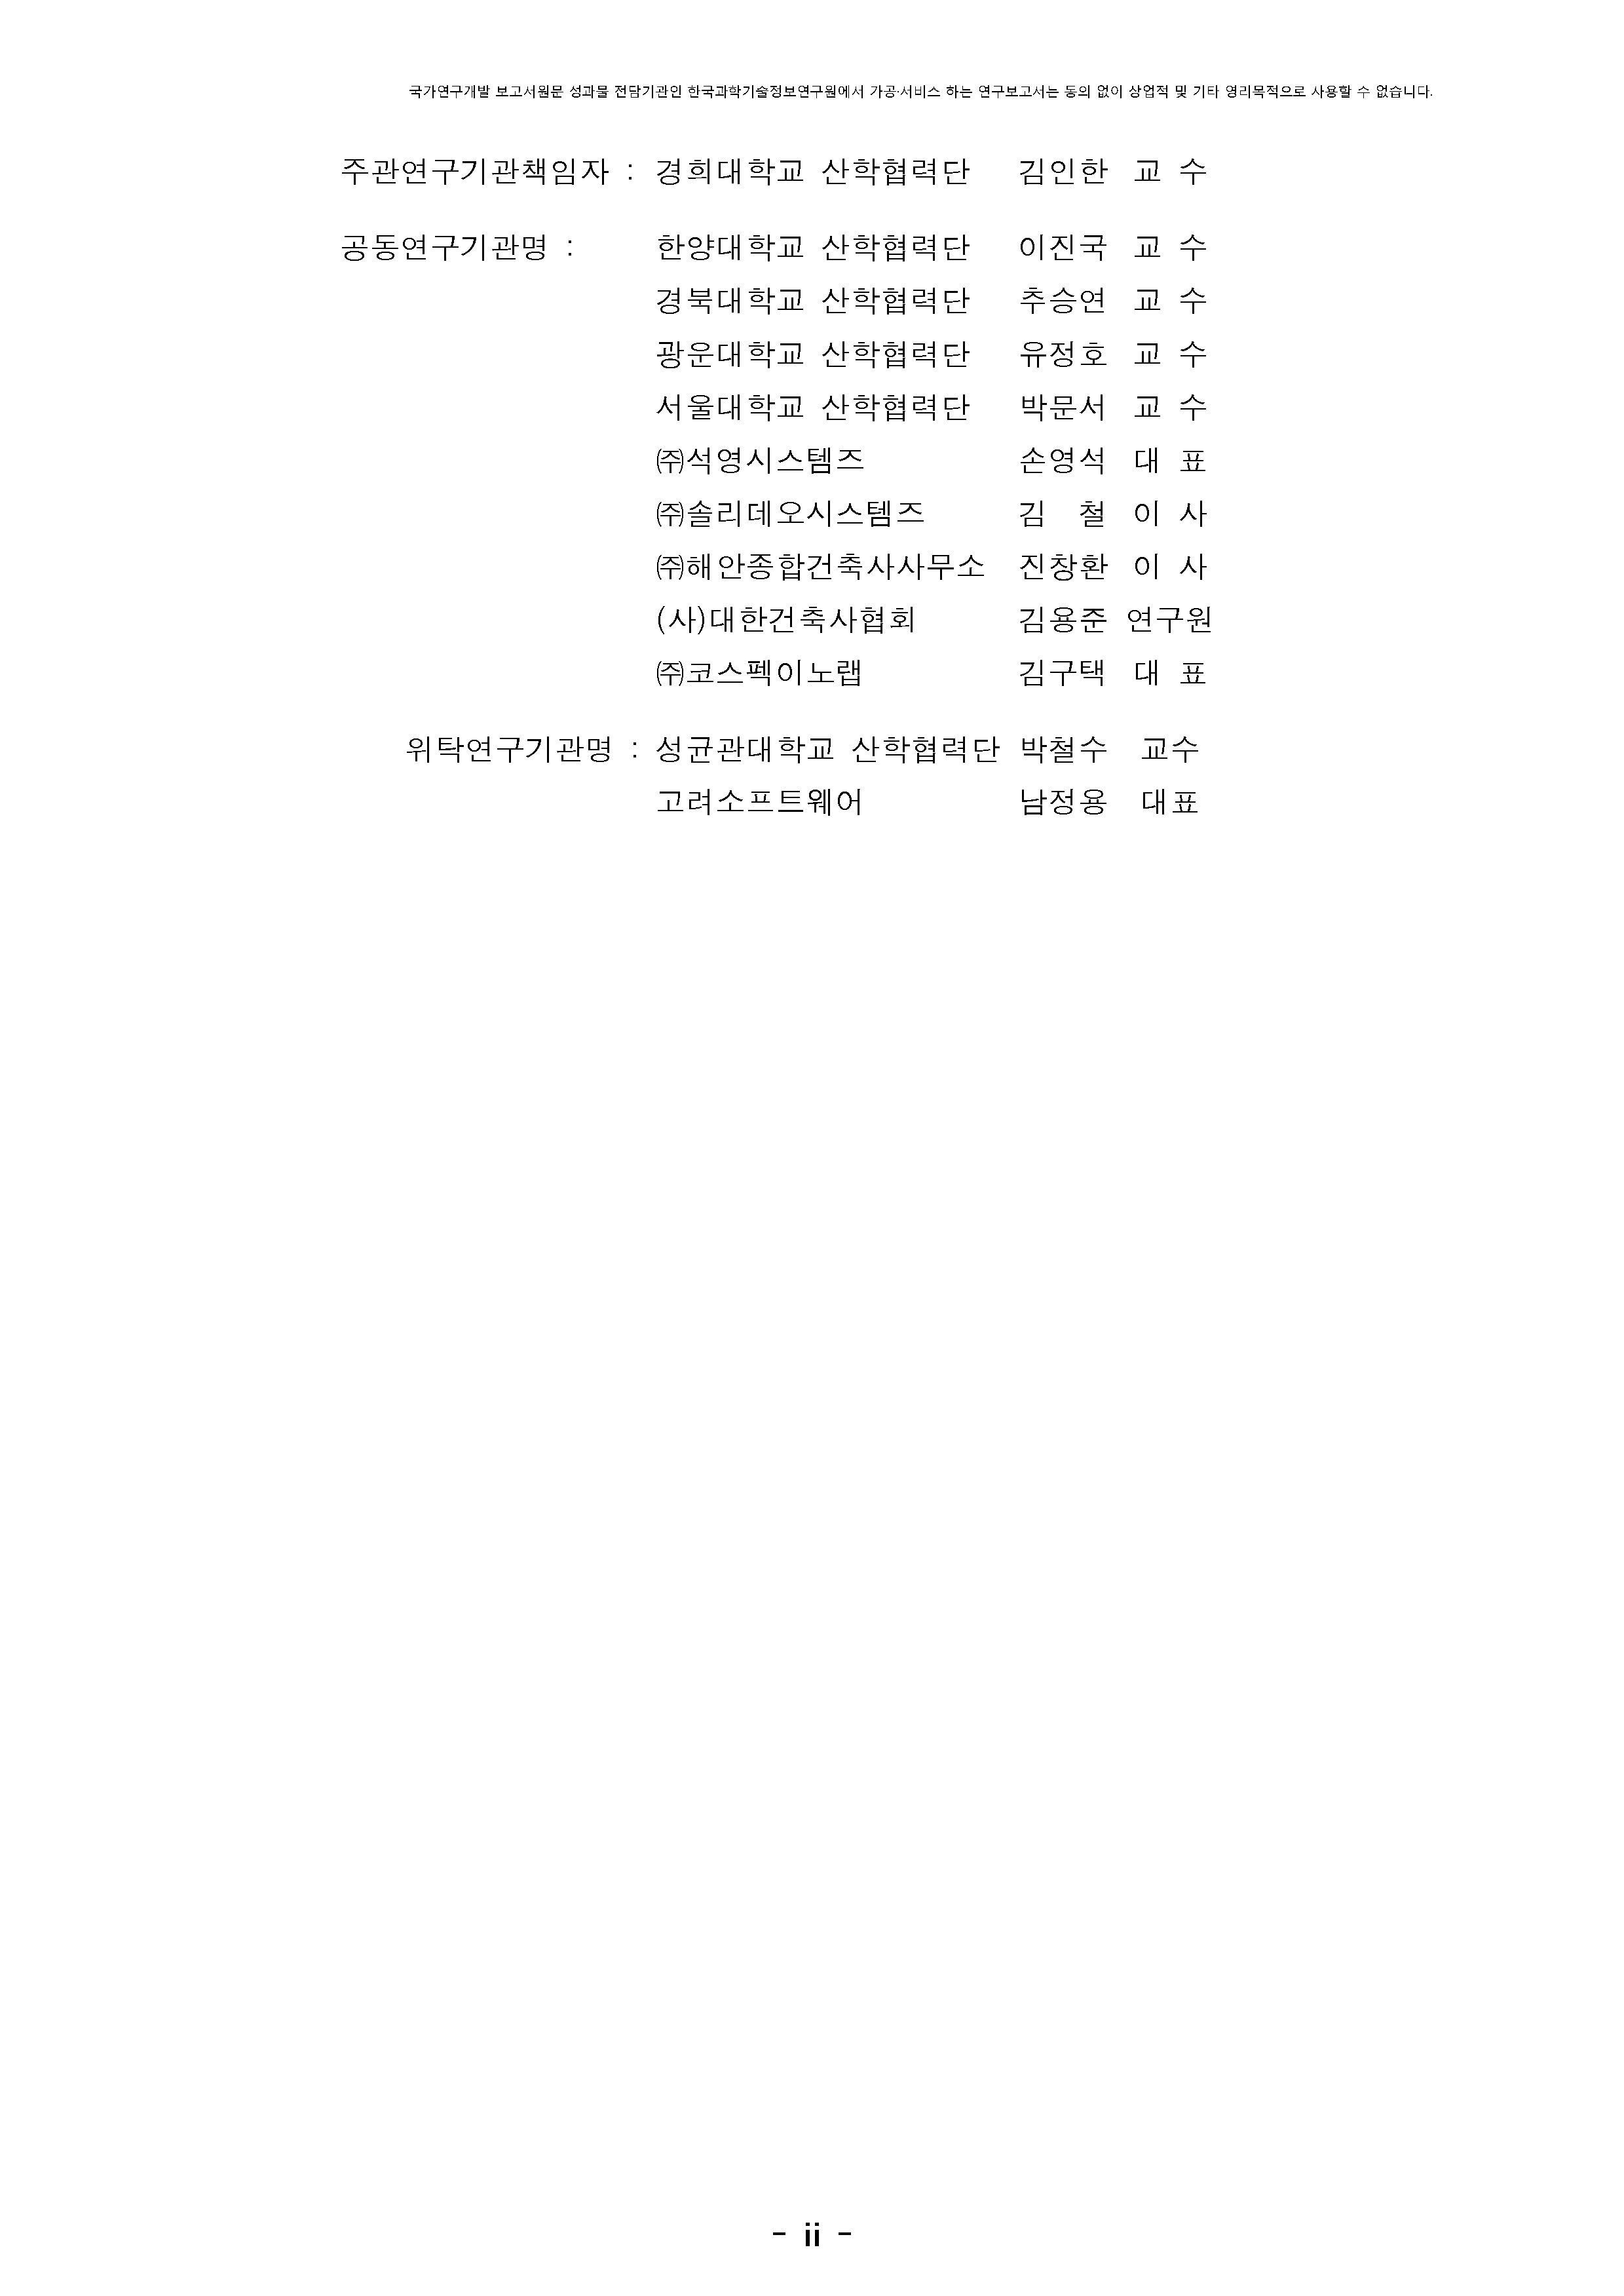 국가연구개발 보고서원문 성과물 전담기관인 한국과학기술정보연구원에서 가공·서비스 하는 연구보고서는 동의 없이 상업적 및 기타 영리목적으로 사용할 수 없습니다.
주관연구기관책임자 : 경희대학교 산학협력단 김인한 교 수
공동연구기관명 : 한양대학교 산학협력단 이진국 교 수
경북대학교 산학협력단 추승연 교 수
광운대학교 산학협력단 유정호 교 수
서울대학교 산학협력단 박문서 교 수
㈜석영시스템즈 손영석 대 표
㈜솔리데오시스템즈 김 철 이 사
㈜해안종합건축사사무소 진창환 이 사
(사)대한건축사협회 김용준 연구원
㈜코스펙이노랩 김구택 대 표
위탁연구기관명 : 성균관대학교 산학협력단 박철수 교수
고려소프트웨어 남정용 대표
- ii -